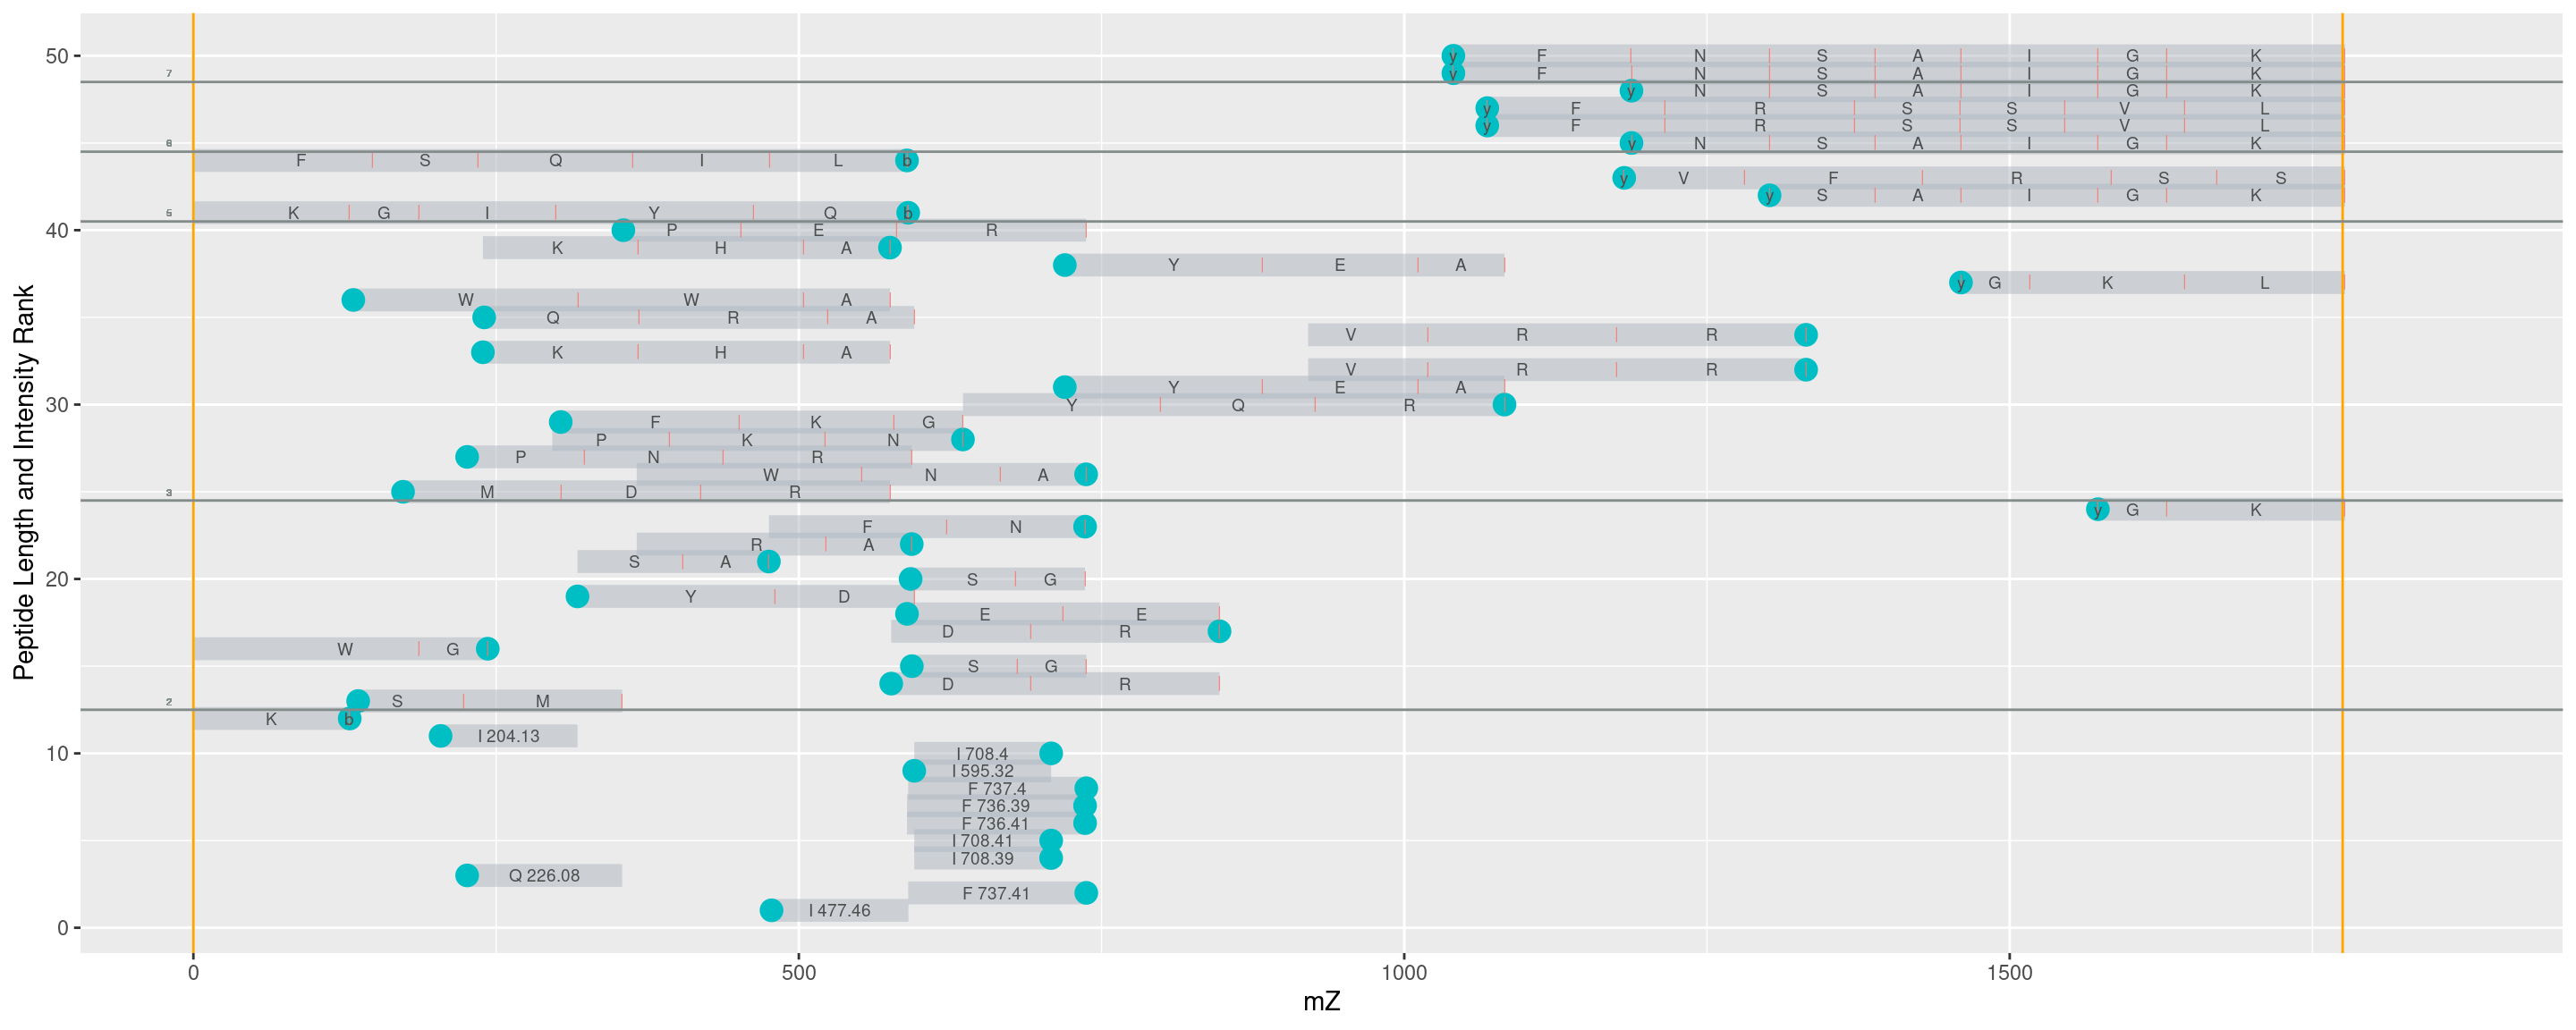 50
y F N S A I G K
7
y F N S A I G K
y N S A I G K
y F R S S V L
y F R S S V L
y N S A I G K
F S Q I L b
y V F R S S
y S A I G K
K G I Y Q b
40
P E R
K H A
Y E A
y G K L
W W A
Q R A
V R R
K H A
V R R
Y E A
30
Y Q R
F K G
P K N
P N R
W N A
M D R
y G K
F N
R A
S A
20
S G
Y D
E E
D R
W G
S G
D R
2
S M
K b
I 204.13
10
I 708.4
I 595.32
F 737.4
F 736.39
F 736.41
I 708.41
I 708.39
Q 226.08
F 737.41
I 477.46
0
0 500 1000 1500
mZ
Peptide Length and Intensity Rank